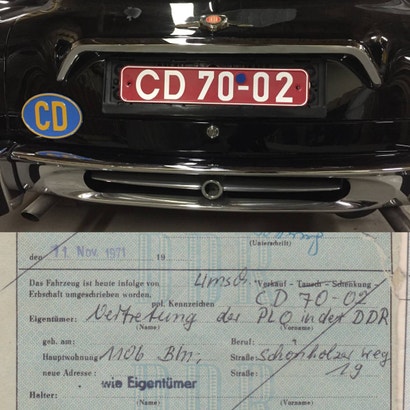 CD 70-02
CD
(Unterschrift)
den 11. Nov. 1971 19
Das Fahrzeug ist heute infolge von Umschr. Verkauf – Tausch – Schenkung
Erbschaft umgeschrieben worden. ppl. Kennzeichen CD 70-02
Eigentümer: Vertretung der PLO in der DDR
(Name) (Vorname)
geb. am: Beruf:
Hauptwohnung 1106 Bln, Straße: Schönholzer Weg
neue Adresse: Straße: 19
wie Eigentümer
Halter:
(Name) (Vorname)